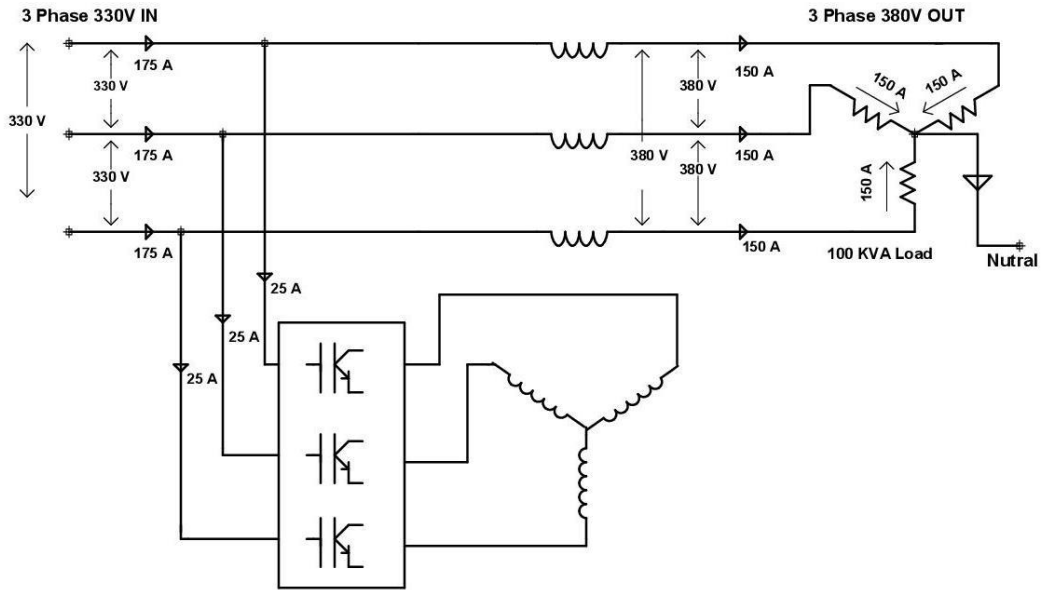 3 Phase 330V IN
3 Phase 380V OUT
175 A
150 A
330 V
380 V
150 A
150 A
330 V
380 V
175 A
150 A
330 V
380 V
150 A
175 A
150 A
100 KVA Load
Nutral
25 A
25 A
25 A